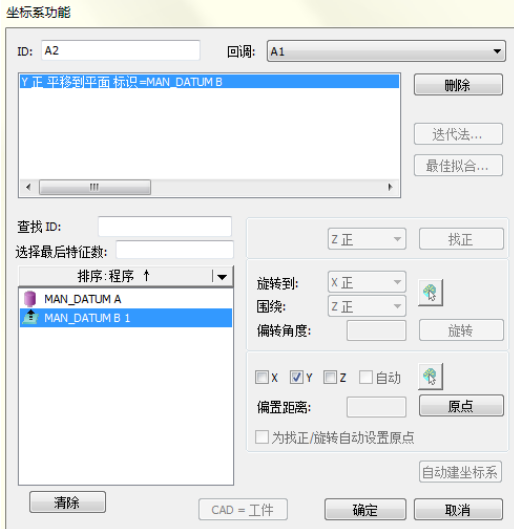 坐标系功能
ID: A2 回调: A1
Y 正 平移到平面 标识=MAN_DATUM B
删除
迭代法...
最佳拟合...
查找 ID:
选择最后特征数:
Z 正 找正
排序:程序 ↑
MAN_DATUM A
MAN_DATUM B 1
旋转到: X 正
围绕: Z 正
偏转角度: 旋转
X Y Z 自动
偏置距离: 原点
为找正/旋转自动设置原点
自动建坐标系
清除 CAD = 工件 确定 取消